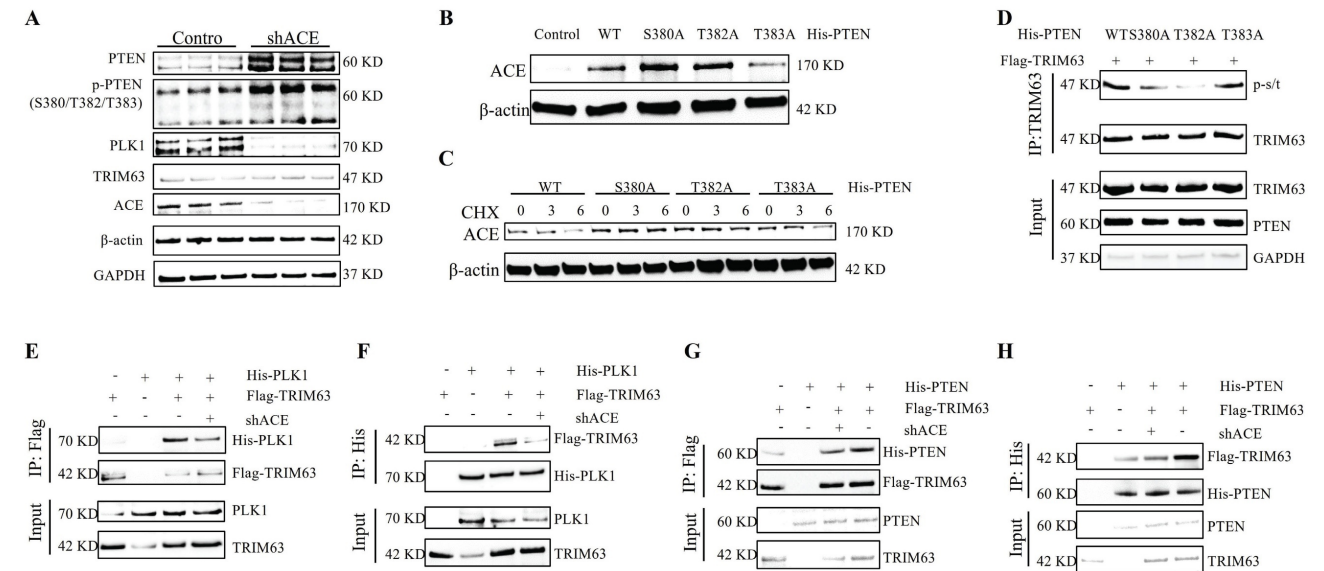 A
Contro shACE
PTEN 60 KD
p-PTEN
(S380/T382/T383) 60 KD
PLK1 70 KD
TRIM63 47 KD
ACE 170 KD
β-actin 42 KD
GAPDH 37 KD
B
Control WT S380A T382A T383A His-PTEN
ACE 170 KD
β-actin 42 KD
C
WT S380A T382A T383A His-PTEN
CHX 0 3 6 0 3 6 0 3 6 0 3 6
ACE 170 KD
β-actin 42 KD
D
His-PTEN WTS380A T382A T383A
Flag-TRIM63 + + + +
IP:TRIM63
47 KD p-s/t
47 KD TRIM63
Input
47 KD TRIM63
60 KD PTEN
37 KD GAPDH
E
- + + + His-PLK1
+ - + + Flag-TRIM63
- - - + shACE
IP: Flag
70 KD His-PLK1
42 KD Flag-TRIM63
Input
70 KD PLK1
42 KD TRIM63
F
- + + + His-PLK1
+ - + + Flag-TRIM63
- - - + shACE
IP: His
42 KD Flag-TRIM63
70 KD His-PLK1
Input
70 KD PLK1
42 KD TRIM63
G
- + + + His-PTEN
+ - + + Flag-TRIM63
- - + - shACE
IP: Flag
60 KD His-PTEN
42 KD Flag-TRIM63
Input
60 KD PTEN
42 KD TRIM63
H
- + + + His-PTEN
+ - + + Flag-TRIM63
- - + - shACE
IP: His
42 KD Flag-TRIM63
60 KD His-PTEN
Input
60 KD PTEN
42 KD TRIM63